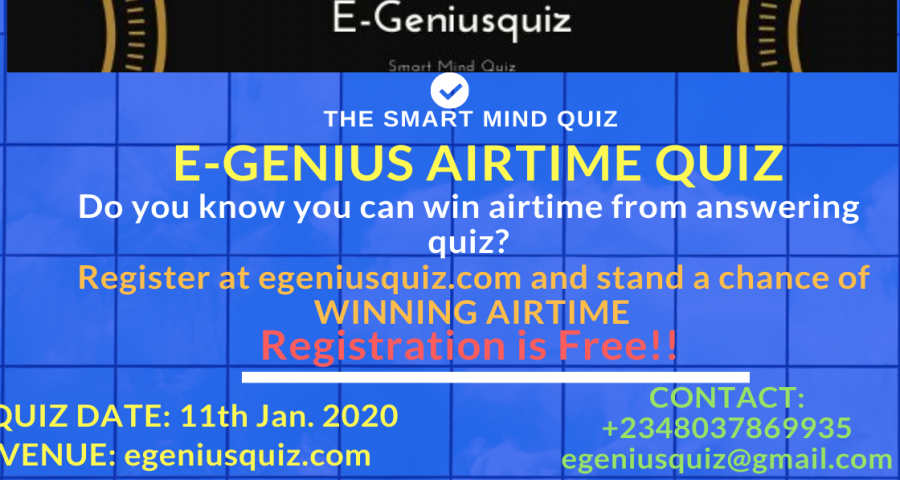 E-Geniusquiz
Smart Mind Quiz
THE SMART MIND QUIZ
E-GENIUS AIRTIME QUIZ
Do you know you can win airtime from answering
quiz?
Register at egeniusquiz.com and stand a chance of
WINNING AIRTIME
Registration is Free!!
QUIZ DATE: 11th Jan. 2020
VENUE: egeniusquiz.com
CONTACT:
+2348037869935
egeniusquiz@gmail.com